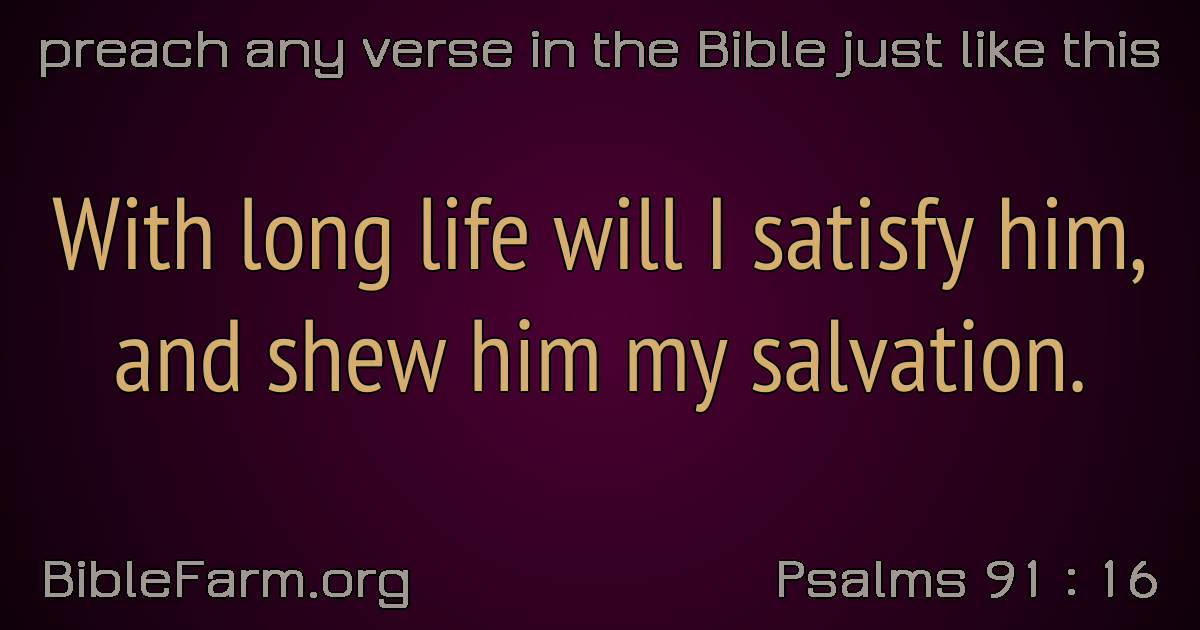 preach any verse in the Bible just like this
With long life will I satisfy him,
and shew him my salvation.
BibleFarm.org
Psalms 91 : 16